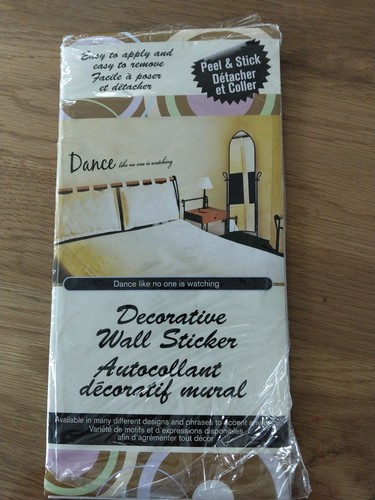 Easy to apply and
easy to remove
Facile à poser
et détacher
Peel & Stick
Détacher
et Coller
Dance like no one is watching
Dance like no one is watching
Decorative
Wall Sticker
Autocollant
décoratif mural
Available in many different designs and phrases to accent any
Variété de motifs et d'expressions disponibles
afin d'agrémenter tout décor